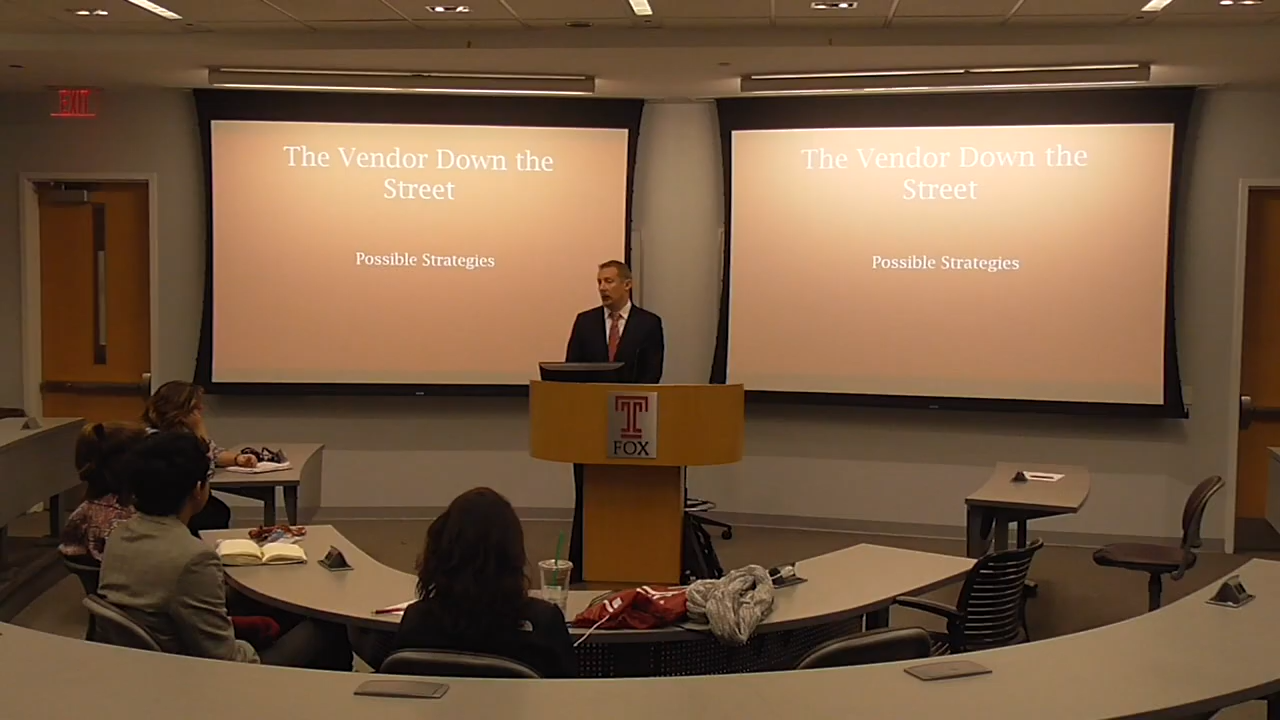 EXIT
The Vendor Down the
Street
Possible Strategies
The Vendor Down the
Street
Possible Strategies
T
FOX